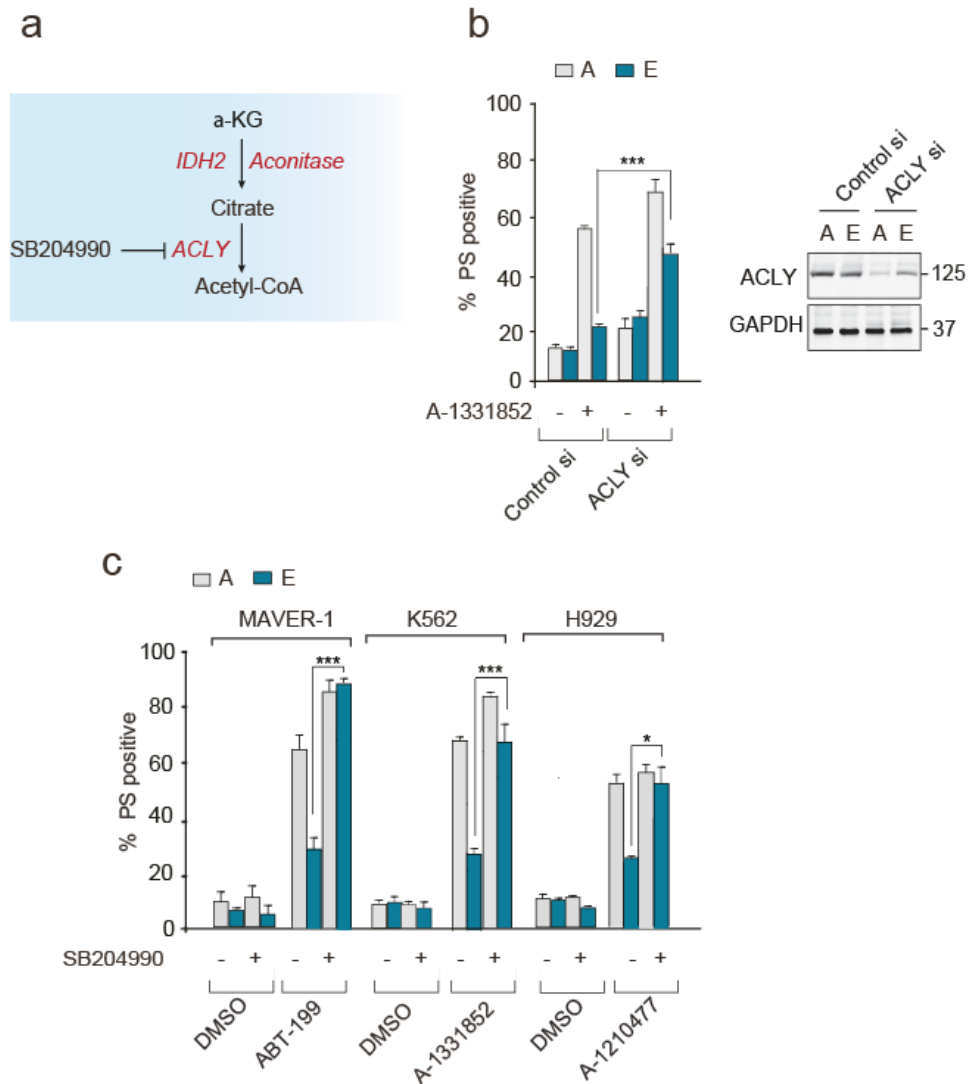 a
a-KG
IDH2 Aconitase
Citrate
SB204990 ACLY
Acetyl-CoA
b
A E
% PS positive
100
80
60
40
20
0
***
A-1331852 - + - +
Control si ACLY si
Control si ACLY si
A E A E
ACLY -125
GAPDH -37
c
A E
MAVER-1 K562 H929
% PS positive
100
80
60
40
20
0
*** *** *
SB204990 - + - + - + - + - + - +
DMSO ABT-199 DMSO A-1331852 DMSO A-1210477